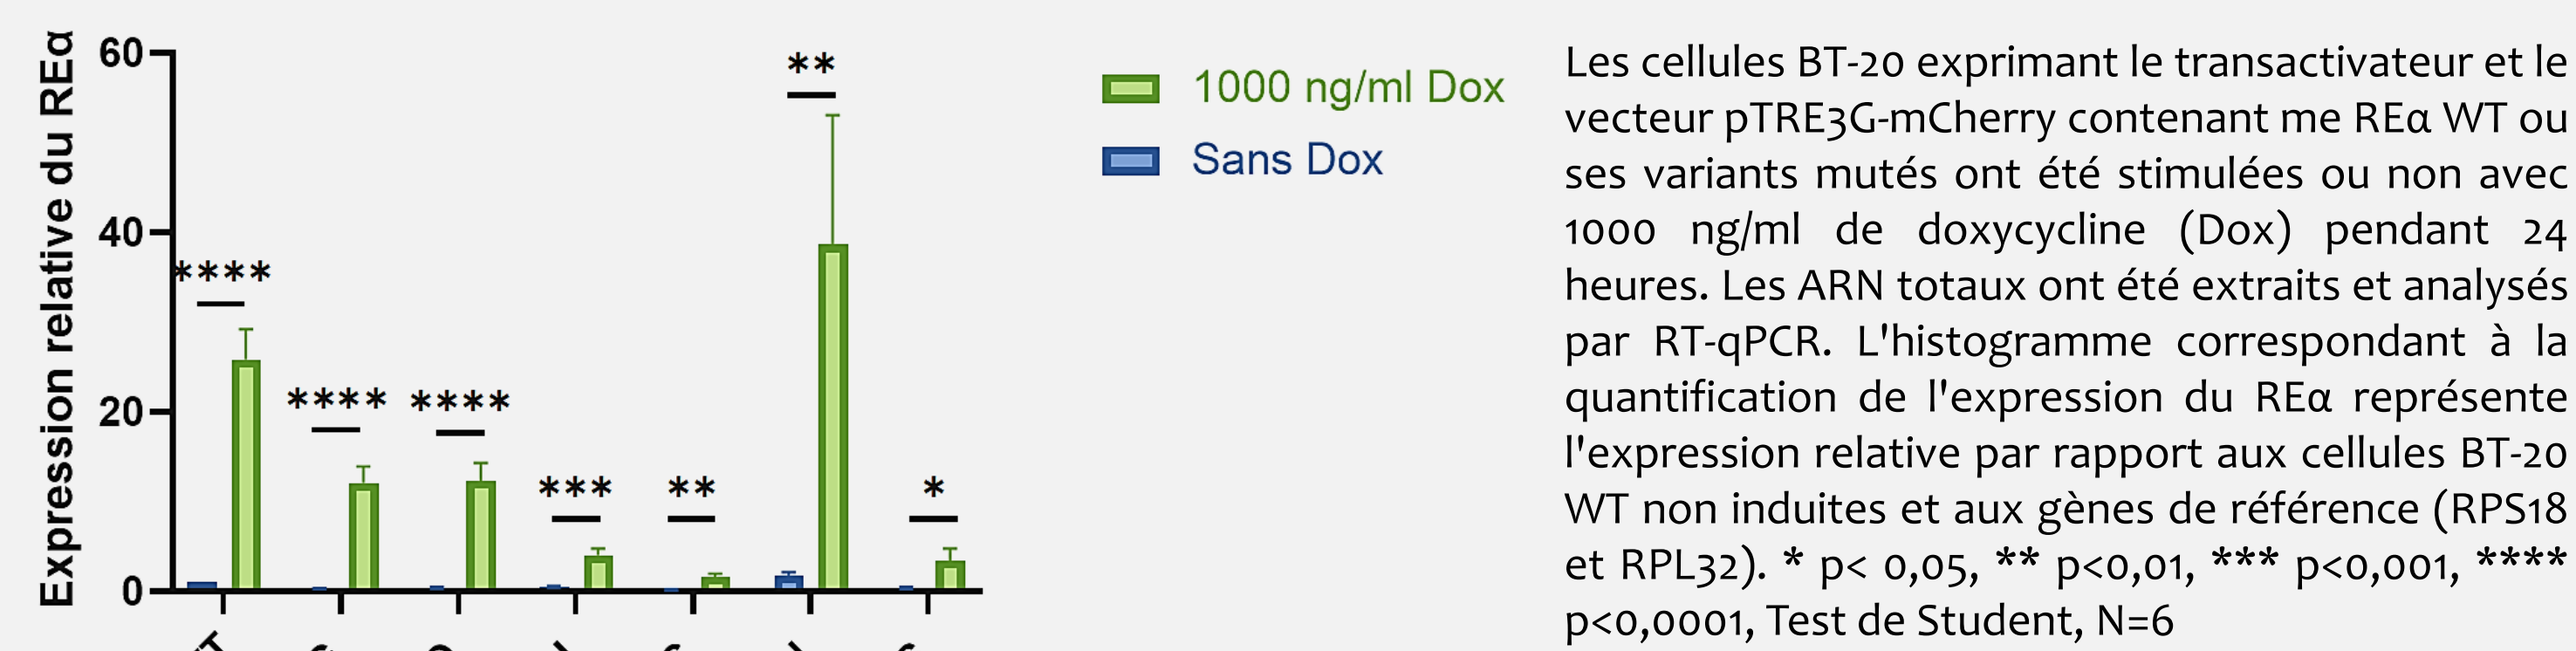 Expression relative du REα
60
40
20
0
****
****
****
***
**
**
*
1000 ng/ml Dox
Sans Dox
Les cellules BT-20 exprimant le transactivateur et le
vecteur pTRE3G-mCherry contenant me REα WT ou
ses variants mutés ont été stimulées ou non avec
1000 ng/ml de doxycycline (Dox) pendant 24
heures. Les ARN totaux ont été extraits et analysés
par RT-qPCR. L'histogramme correspondant à la
quantification de l'expression du REα représente
l'expression relative par rapport aux cellules BT-20
WT non induites et aux gènes de référence (RPS18
et RPL32). * p< 0,05, ** p<0,01, *** p<0,001, ****
p<0,0001, Test de Student, N=6